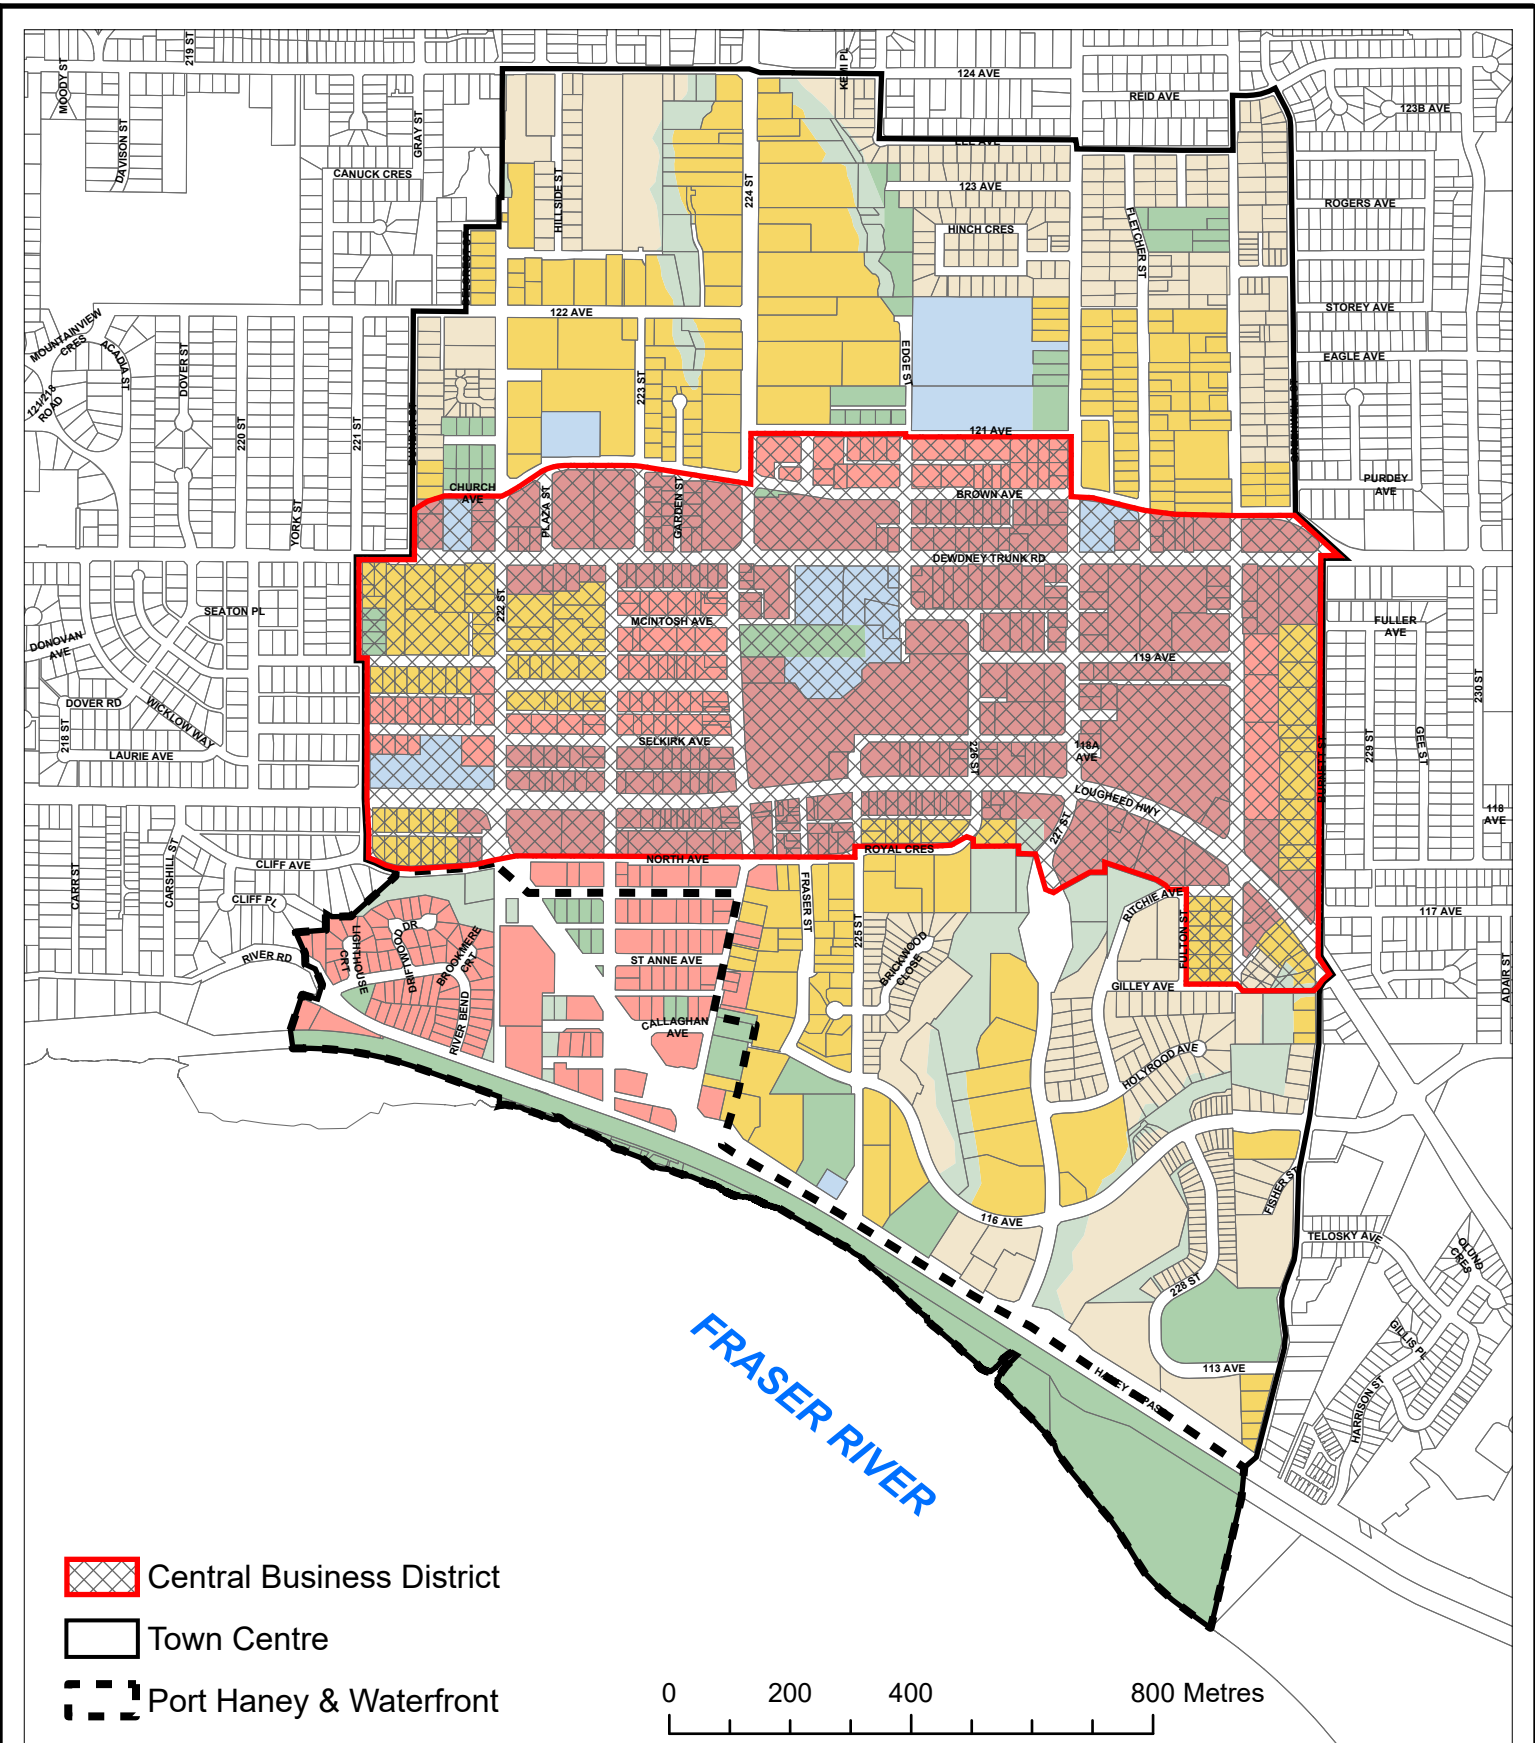 219 ST
MOODY ST
DAVISON ST
GRAY ST
CANUCK CRES
HILLSIDE ST
224 ST
124 AVE
REID AVE
123B AVE
LEE AVE
123 AVE
HINCH CRES
FLETCHER ST
ROGERS AVE
STOREY AVE
EAGLE AVE
122 AVE
MOUNTAINVIEW
CRES
ACADIA ST
121/218
ROAD
DOVER ST
220 ST
221 ST
YORK ST
223 ST
EDGE ST
121 AVE
PURDEY
AVE
CHURCH
AVE
PLAZA ST
GARDEN ST
BROWN AVE
DEWDNEY TRUNK RD
222 ST
SEATON PL
MCINTOSH AVE
119 AVE
FULLER
AVE
DONOVAN
AVE
DOVER RD
WICKLOW WAY
218 ST
LAURIE AVE
SELKIRK AVE
226 ST
118A
AVE
LOUGHEED HWY
227 ST
BURNETT ST
229 ST
GEE ST
230 ST
118
AVE
CARR ST
CARSHILL ST
CLIFF AVE
CLIFF PL
NORTH AVE
ROYAL CRES
FRASER ST
225 ST
RITCHIE AVE
FULTON ST
117 AVE
ADAIR ST
RIVER RD
LIGHTHOUSE
CRT
DRIFTWOOD DR
BROOKMERE
CRT
RIVER BEND
ST ANNE AVE
CALLAGHAN
AVE
BRICKWOOD
CLOSE
GILLEY AVE
HOLYROOD AVE
116 AVE
FISHER ST
228 ST
113 AVE
TELOSKY AVE
OLUND
CRES
GILLIS PL
HARRISON ST
FRASER RIVER
Central Business District
Town Centre
Port Haney & Waterfront
0 200 400 800 Metres